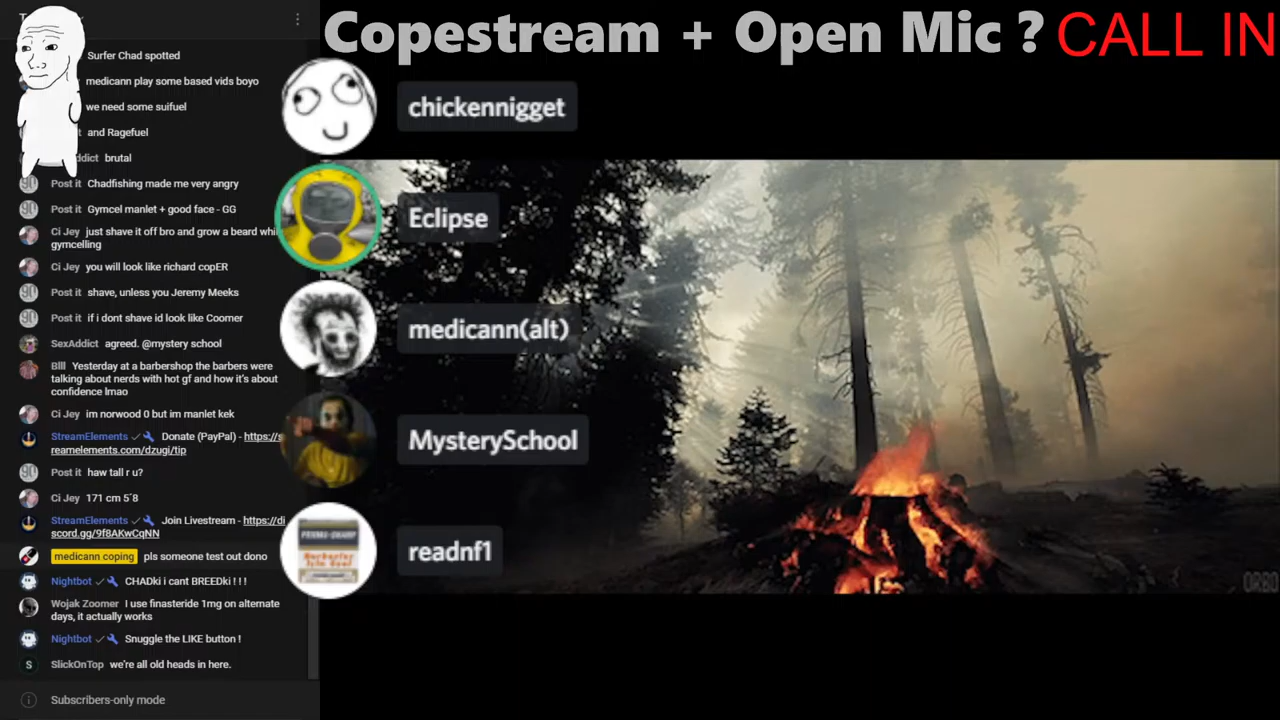 Copestream + Open Mic ? CALL IN
Surfer Chad spotted
medicann play some based vids boyo
we need some suifuel
and Ragefuel
brutal
Post it Chadfishing made me very angry
Post it Gymcel manlet + good face - GG
Ci Jey just shave it off bro and grow a beard whi
gymcelling
Ci Jey you will look like richard copER
Post it shave, unless you Jeremy Meeks
Post it if i dont shave id look like Coomer
SexAddict agreed. @mystery school
Blll Yesterday at a barbershop the barbers were
talking about nerds with hot gf and how it's about
confidence lmao
Ci Jey im norwood 0 but im manlet kek
StreamElements Donate (PayPal) - https://s
reamelements.com/dzugi/tip
Post it haw tall r u?
Ci Jey 171 cm 5´8
StreamElements Join Livestream - https://di
scord.gg/9f8AKwCqNN
medicann coping pls someone test out dono
Nightbot CHADki i cant BREEDki ! ! !
Wojak Zoomer I use finasteride 1mg on alternate
days, it actually works
Nightbot Snuggle the LIKE button !
S SlickOnTop we're all old heads in here.
Subscribers-only mode
chickennigget
Eclipse
medicann(alt)
MysterySchool
readnf1
ORBO